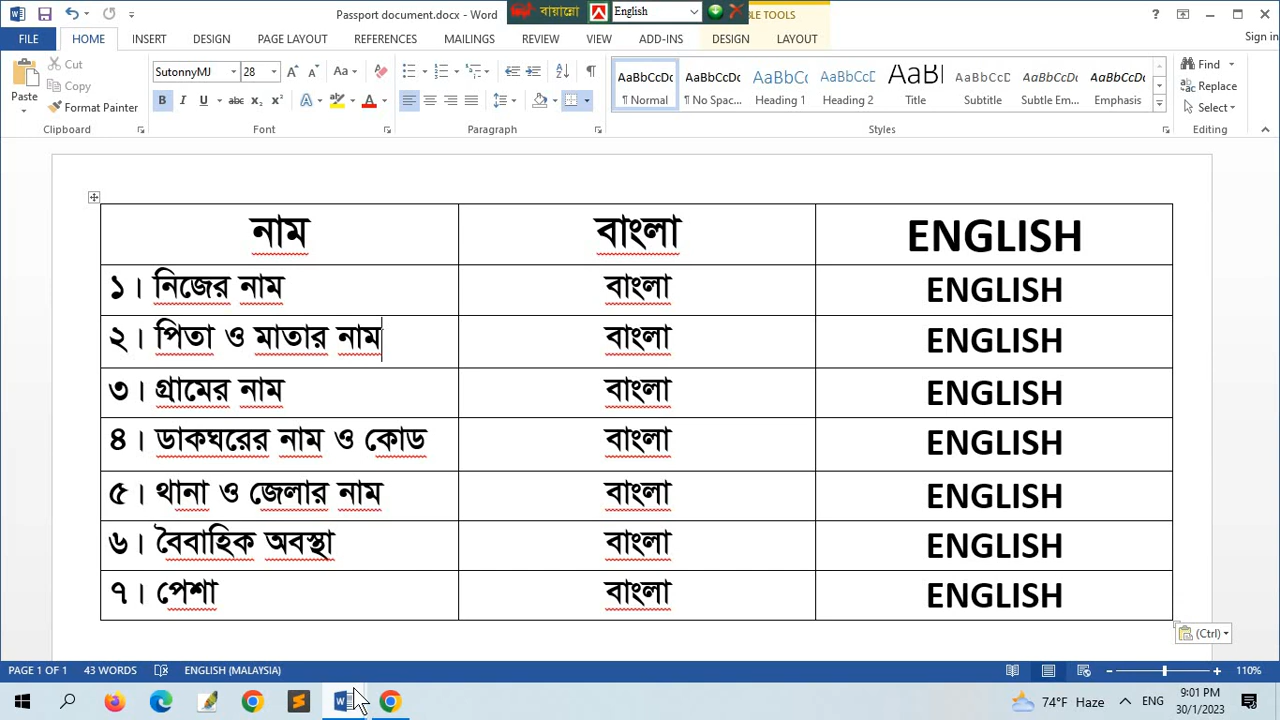 Passport document.docx - Word
বায়ান্নো
English
TABLE TOOLS
Sign in
FILE HOME INSERT DESIGN PAGE LAYOUT REFERENCES MAILINGS REVIEW VIEW ADD-INS DESIGN LAYOUT
Paste
Cut
Copy
Format Painter
Clipboard
SutonnyMJ 28
Font
Paragraph
AaBbCcDc AaBbCcDc AaBbCc AaBbCcD AaBl AaBbCcD AaBbCcDc AaBbCcDc
¶ Normal ¶ No Spac... Heading 1 Heading 2 Title Subtitle Subtle Em... Emphasis
Styles
Find
Replace
Select
Editing
নাম বাংলা ENGLISH
১। নিজের নাম বাংলা ENGLISH
২। পিতা ও মাতার নাম বাংলা ENGLISH
৩। গ্রামের নাম বাংলা ENGLISH
৪। ডাকঘরের নাম ও কোড বাংলা ENGLISH
৫। থানা ও জেলার নাম বাংলা ENGLISH
৬। বৈবাহিক অবস্থা বাংলা ENGLISH
৭। পেশা বাংলা ENGLISH
(Ctrl)
PAGE 1 OF 1 43 WORDS ENGLISH (MALAYSIA) 110%
74°F Haze ENG 9:01 PM
30/1/2023